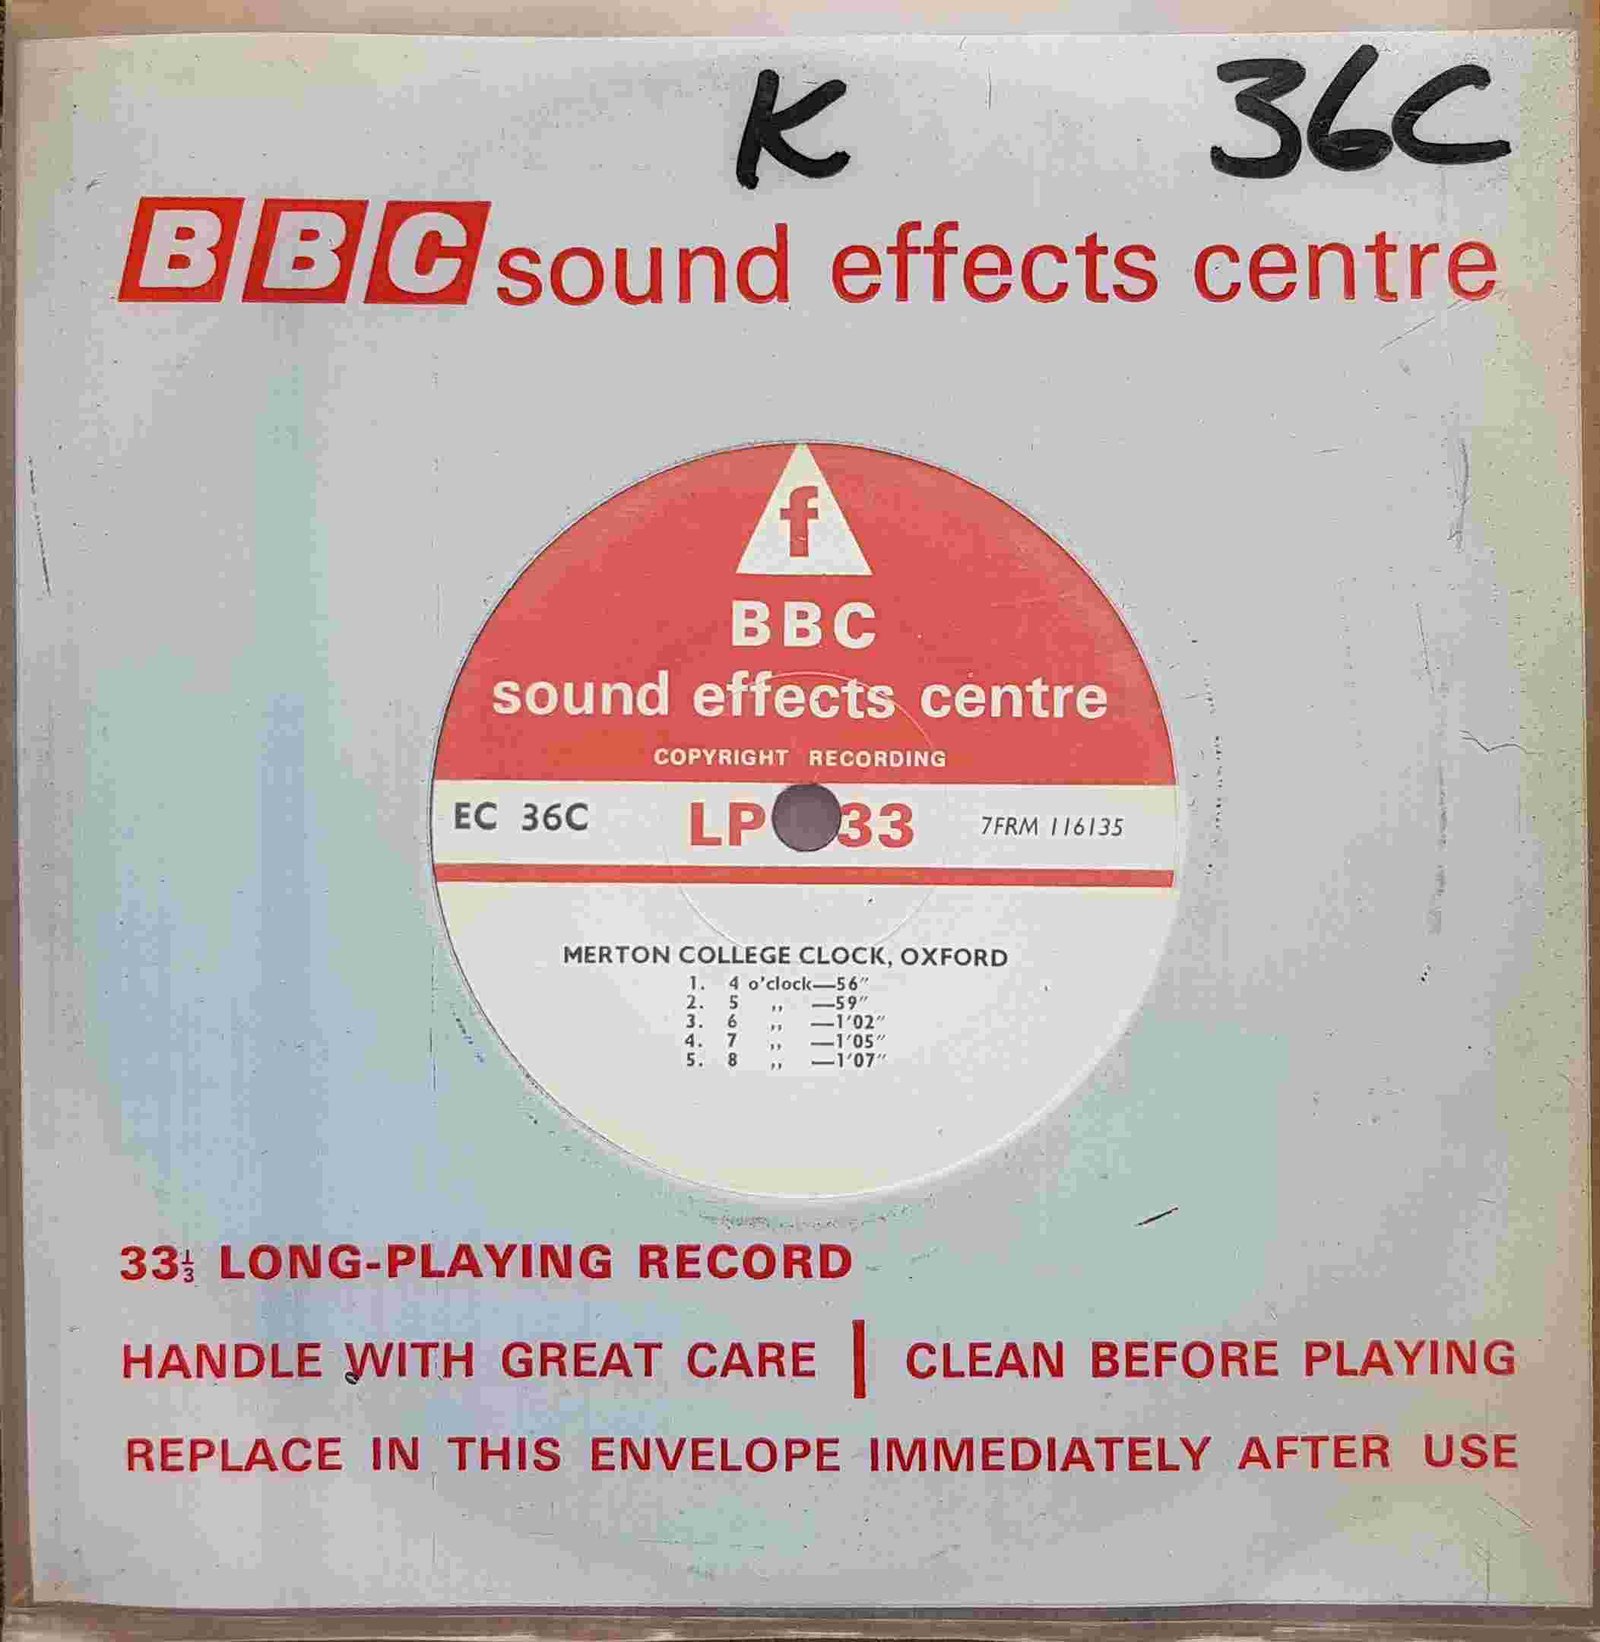 K 36C
BBC sound effects centre
f
BBC
sound effects centre
COPYRIGHT RECORDING
EC 36C LP 33 7FRM 116135
MERTON COLLEGE CLOCK, OXFORD
1. 4 o'clock—56"
2. 5 ,, —59"
3. 6 ,, —1'02"
4. 7 ,, —1'05"
5. 8 ,, —1'07"
33⅓ LONG-PLAYING RECORD
HANDLE WITH GREAT CARE | CLEAN BEFORE PLAYING
REPLACE IN THIS ENVELOPE IMMEDIATELY AFTER USE